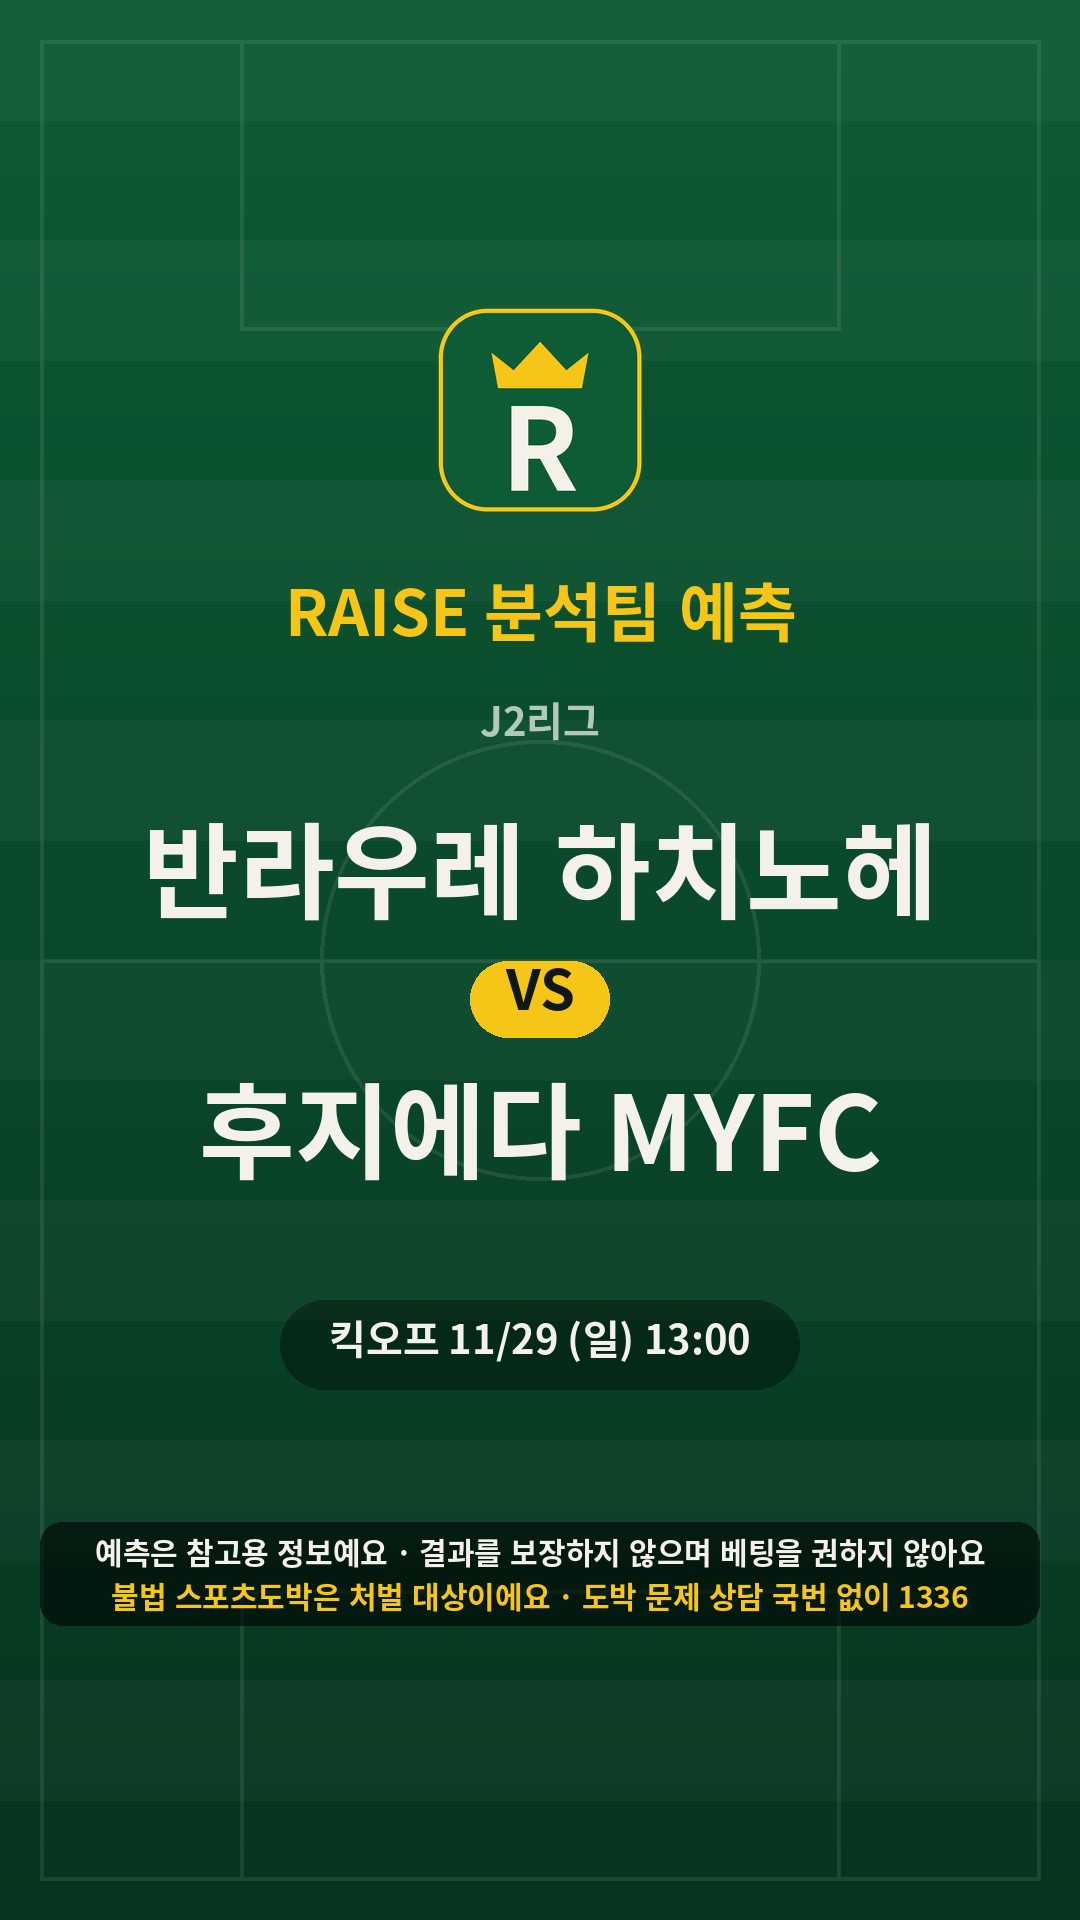 R
RAISE 분석팀 예측
J2리그
반라우레 하치노헤
VS
후지에다 MYFC
킥오프 11/29 (일) 13:00
예측은 참고용 정보예요 · 결과를 보장하지 않으며 베팅을 권하지 않아요
불법 스포츠도박은 처벌 대상이에요 · 도박 문제 상담 국번 없이 1336